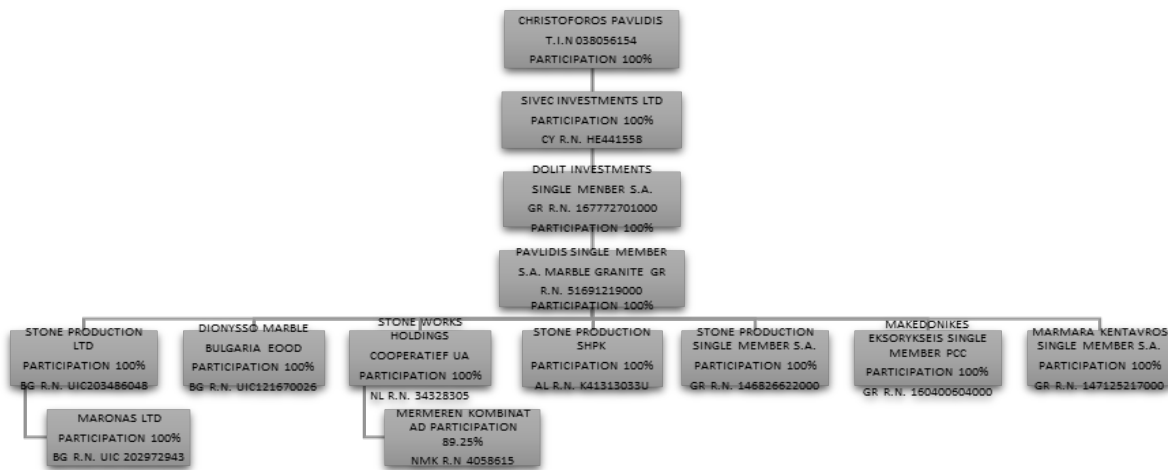 CHRISTOFOROS PAVLIDIS
T.I.N 038056154
PARTICIPATION 100%
SIVEC INVESTMENTS LTD
PARTICIPATION 100%
CY R.N. HE441558
DOLIT INVESTMENTS
SINGLE MENBER S.A.
GR R.N. 167772701000
PARTICIPATION 100%
PAVLIDIS SINGLE MEMBER
S.A. MARBLE GRANITE GR
R.N. 51691219000
PARTICIPATION 100%
STONE PRODUCTION
LTD
PARTICIPATION 100%
BG R.N. UIC203486048
DIONYSSO MARBLE
BULGARIA EOOD
PARTICIPATION 100%
BG R.N. UIC121670026
STONE WORKS
HOLDINGS
COOPERATIEF UA
PARTICIPATION 100%
NL R.N. 34328305
STONE PRODUCTION
SHPK
PARTICIPATION 100%
AL R.N. K41313033U
STONE PRODUCTION
SINGLE MEMBER S.A.
PARTICIPATION 100%
GR R.N. 146826622000
MAKEDONIKES
EKSORYKSEIS SINGLE
MEMBER PCC
PARTICIPATION 100%
GR R.N. 160400604000
MARMARA KENTAVROS
SINGLE MEMBER S.A.
PARTICIPATION 100%
GR R.N. 147125217000
MARONAS LTD
PARTICIPATION 100%
BG R.N. UIC 202972943
MERMEREN KOMBINAT
AD PARTICIPATION
89.25%
NMK R.N 4058615